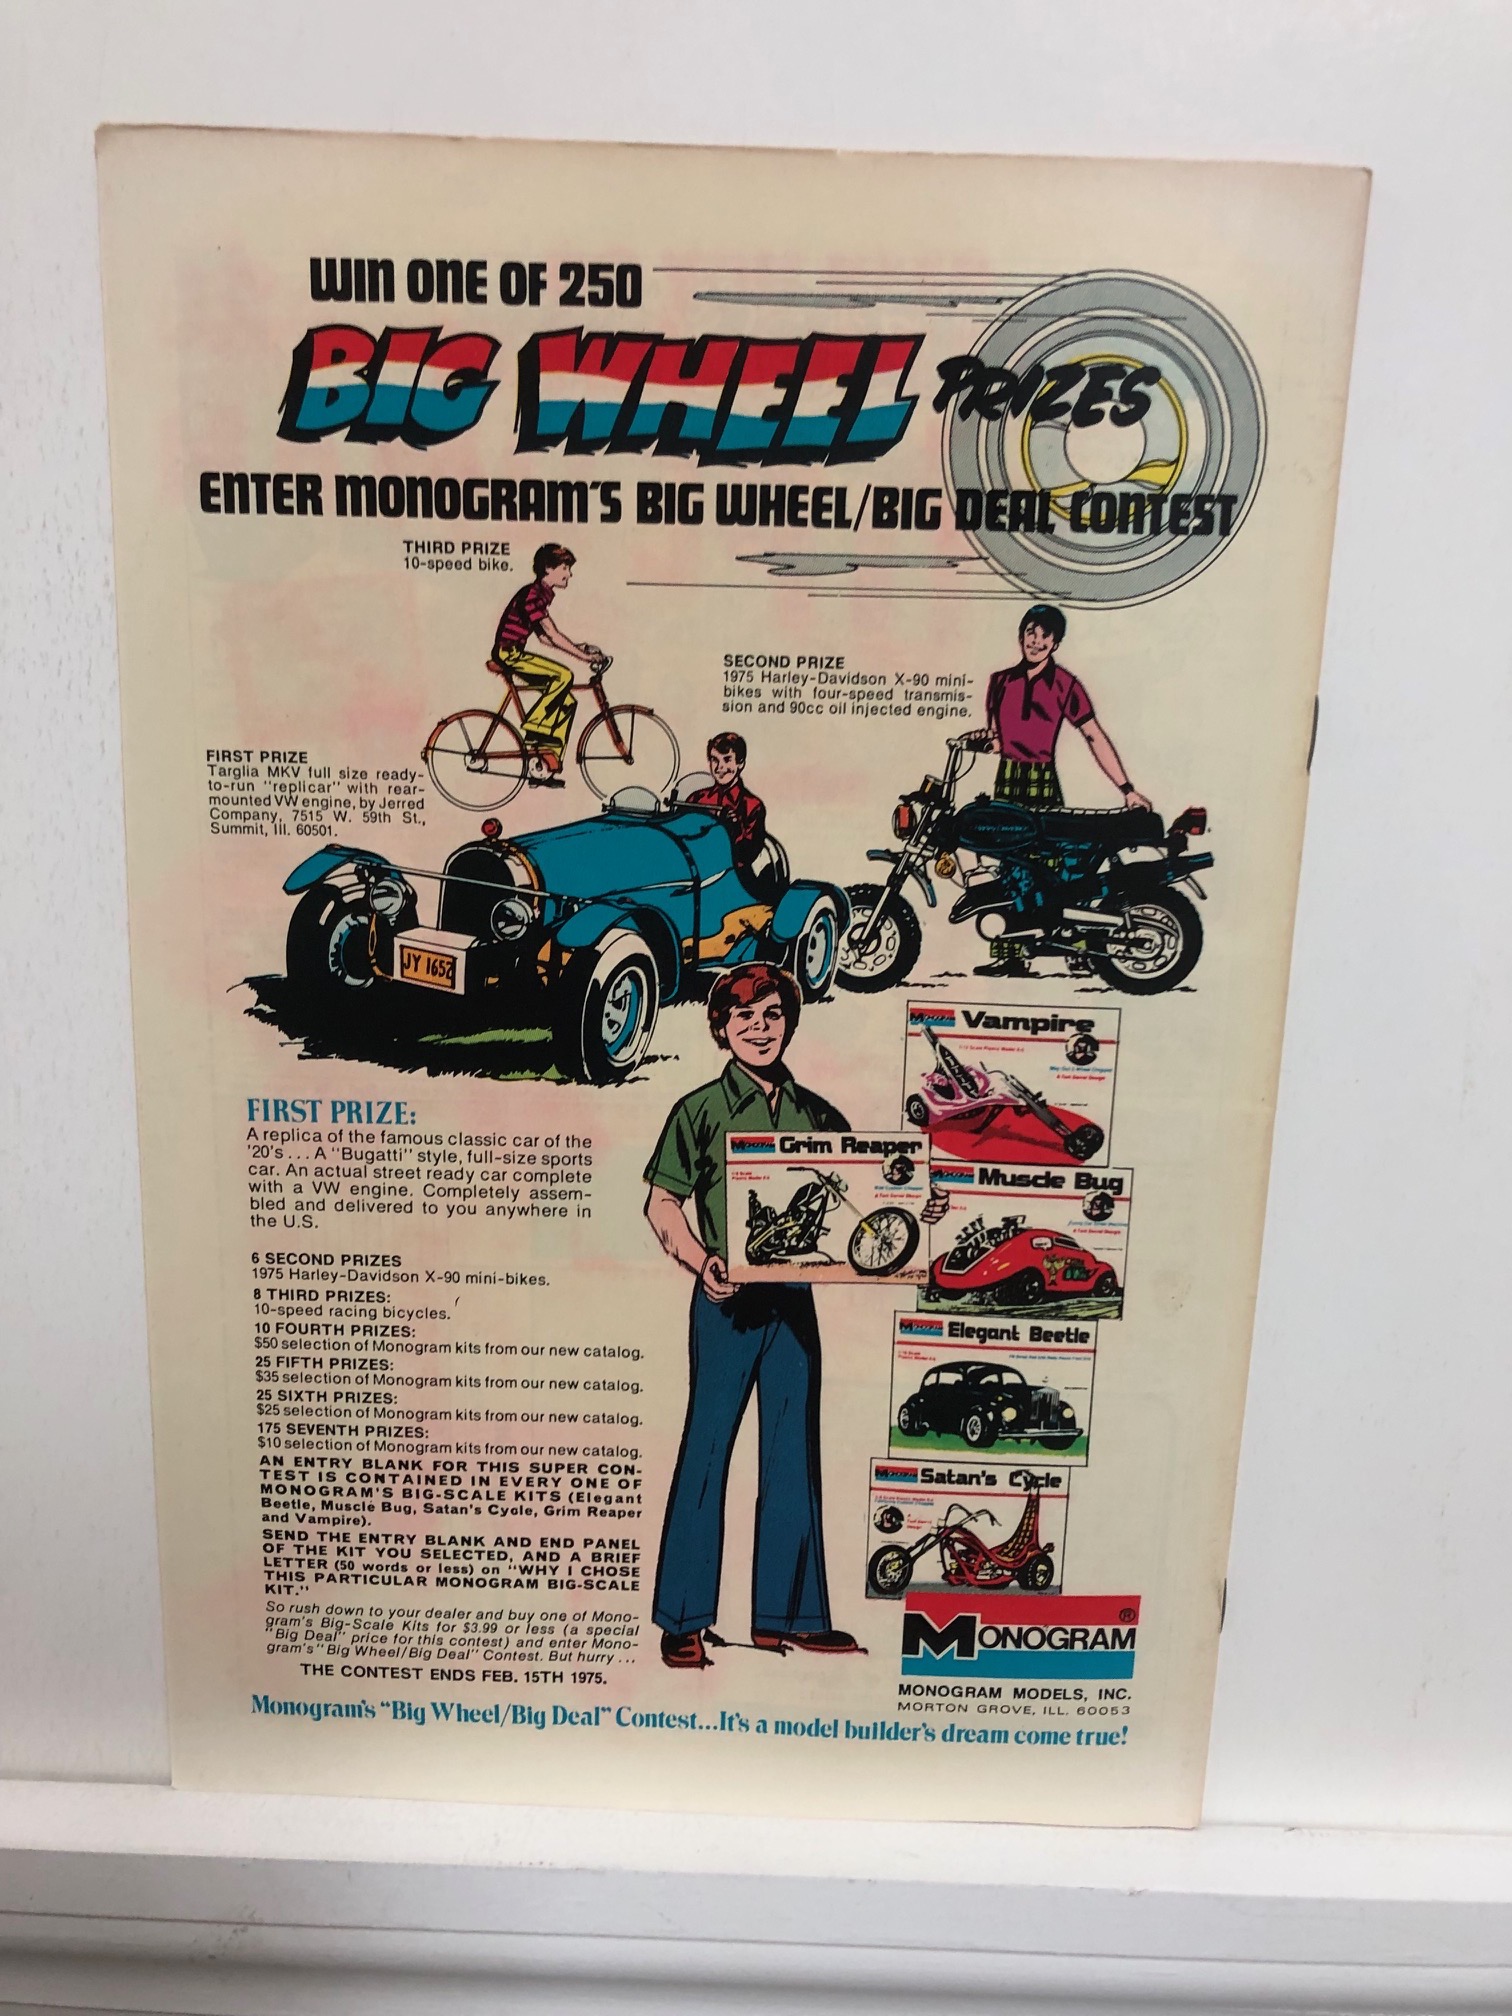 WIN ONE OF 250
BIG WHEEL PRIZES
ENTER MONOGRAM'S BIG WHEEL/BIG DEAL CONTEST
THIRD PRIZE
10-speed bike.
SECOND PRIZE
1975 Harley-Davidson X-90 mini-
bikes with four-speed transmis-
sion and 90cc oil injected engine.
FIRST PRIZE
Targlia MKV full size ready-
to-run "replicar" with rear-
mounted VW engine, by Jerred
Company, 7515 W. 59th St.,
Summit, Ill. 60501.
JY 1652
FIRST PRIZE:
A replica of the famous classic car of the
'20's... A "Bugatti" style, full-size sports
car. An actual street ready car complete
with a VW engine. Completely assem-
bled and delivered to you anywhere in
the U.S.
6 SECOND PRIZES
1975 Harley-Davidson X-90 mini-bikes.
8 THIRD PRIZES:
10-speed racing bicycles.
10 FOURTH PRIZES:
$50 selection of Monogram kits from our new catalog.
25 FIFTH PRIZES:
$35 selection of Monogram kits from our new catalog.
25 SIXTH PRIZES:
$25 selection of Monogram kits from our new catalog.
175 SEVENTH PRIZES:
$10 selection of Monogram kits from our new catalog.
AN ENTRY BLANK FOR THIS SUPER CON-
TEST IS CONTAINED IN EVERY ONE OF
MONOGRAM'S BIG-SCALE KITS (Elegant
Beetle, Muscle Bug, Satan's Cycle, Grim Reaper
and Vampire).
SEND THE ENTRY BLANK AND END PANEL
OF THE KIT YOU SELECTED, AND A BRIEF
LETTER (50 words or less) on "WHY I CHOSE
THIS PARTICULAR MONOGRAM BIG-SCALE
KIT."
So rush down to your dealer and buy one of Mono-
gram's Big-Scale Kits for $3.99 or less (a special
"Big Deal" price for this contest) and enter Mono-
gram's "Big Wheel/Big Deal" Contest. But hurry...
THE CONTEST ENDS FEB. 15TH 1975.
Vampire
Grim Reaper
Muscle Bug
Elegant Beetle
Satan's Cycle
MONOGRAM ®
MONOGRAM MODELS, INC.
MORTON GROVE, ILL. 60053
Monogram's "Big Wheel/Big Deal" Contest...It's a model builder's dream come true!